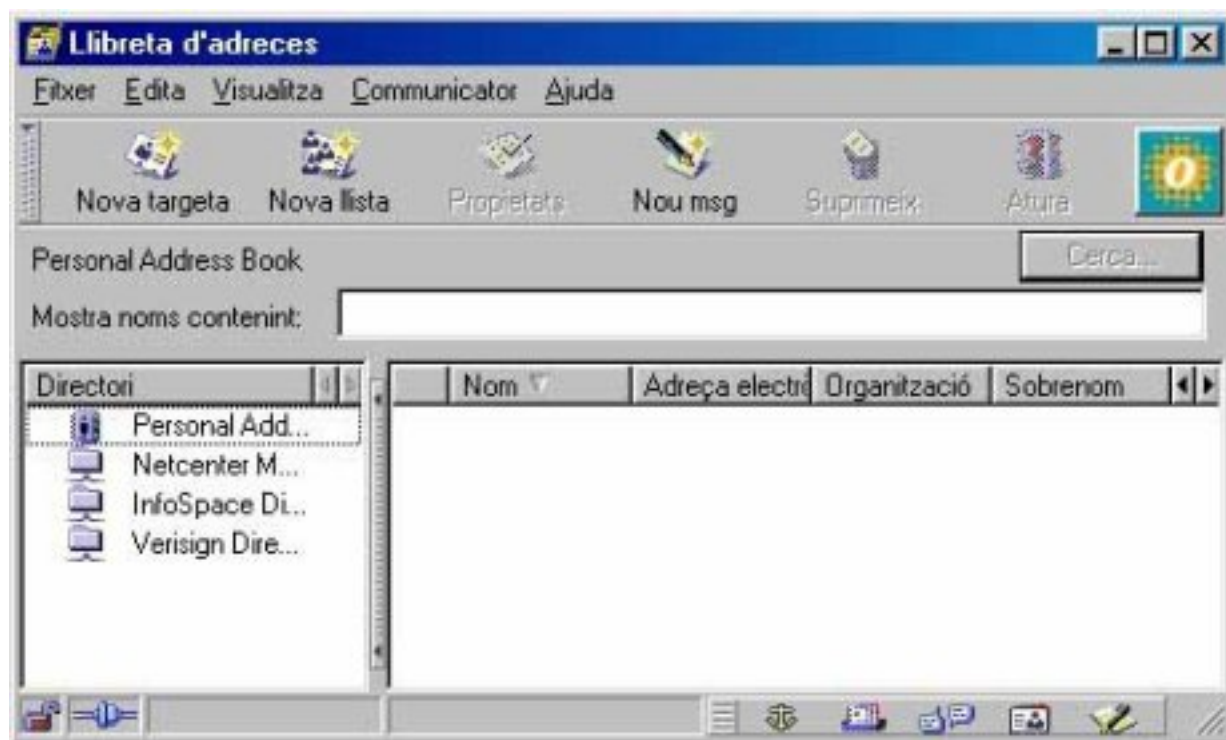 Llibreta d'adreces
Fitxer Edita Visualitza Communicator Ajuda
Nova targeta Nova llista Propietats Nou msg Suprimeix Atura
Personal Address Book Cerca...
Mostra noms contenint:
Directori Nom Adreça electrò Organització Sobrenom
Personal Add...
Netcenter M...
InfoSpace Di...
Verisign Dire...